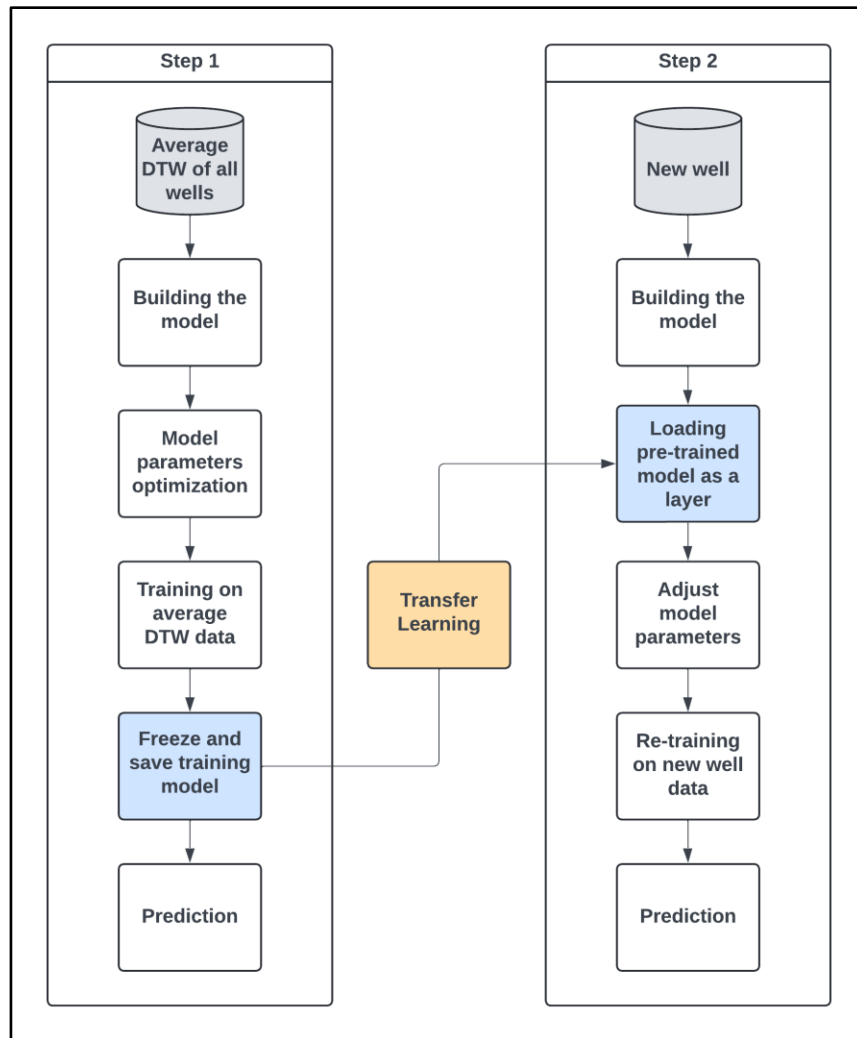 Step 1
Average
DTW of all
wells
Building the
model
Model
parameters
optimization
Training on
average
DTW data
Freeze and
save training
model
Prediction
Transfer
Learning
Step 2
New well
Building the
model
Loading
pre-trained
model as a
layer
Adjust
model
parameters
Re-training
on new well
data
Prediction